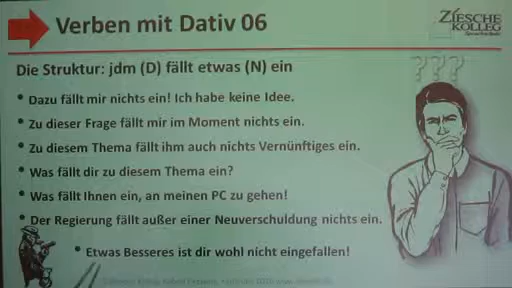 Verben mit Dativ 06
ZIESCHE
KOLLEG
Die Struktur: jdm (D) fällt etwas (N) ein
• Dazu fällt mir nichts ein! Ich habe keine Idee.
• Zu dieser Frage fällt mir im Moment nichts ein.
• Zu diesem Thema fällt ihm auch nichts Vernünftiges ein.
• Was fällt dir zu diesem Thema ein?
• Was fällt Ihnen ein, an meinen PC zu gehen!
• Der Regierung fällt außer einer Neuverschuldung nichts ein.
• Etwas Besseres ist dir wohl nicht eingefallen!
???